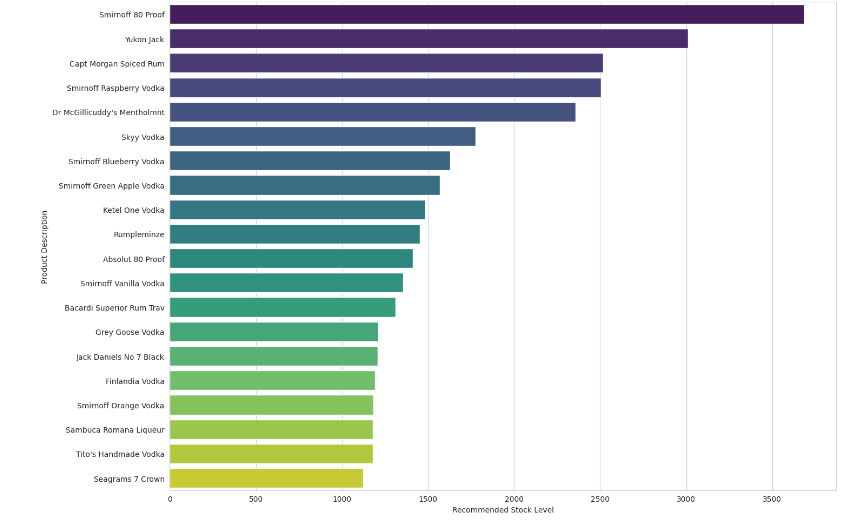 Smirnoff 80 Proof
Yukon Jack
Capt Morgan Spiced Rum
Smirnoff Raspberry Vodka
Dr McGillicuddy's Mentholmnt
Skyy Vodka
Smirnoff Blueberry Vodka
Smirnoff Green Apple Vodka
Ketel One Vodka
Rumpleminze
Absolut 80 Proof
Smirnoff Vanilla Vodka
Bacardi Superior Rum Trav
Grey Goose Vodka
Jack Daniels No 7 Black
Finlandia Vodka
Smirnoff Orange Vodka
Sambuca Romana Liqueur
Tito's Handmade Vodka
Seagrams 7 Crown
Product Description
0 500 1000 1500 2000 2500 3000 3500
Recommended Stock Level